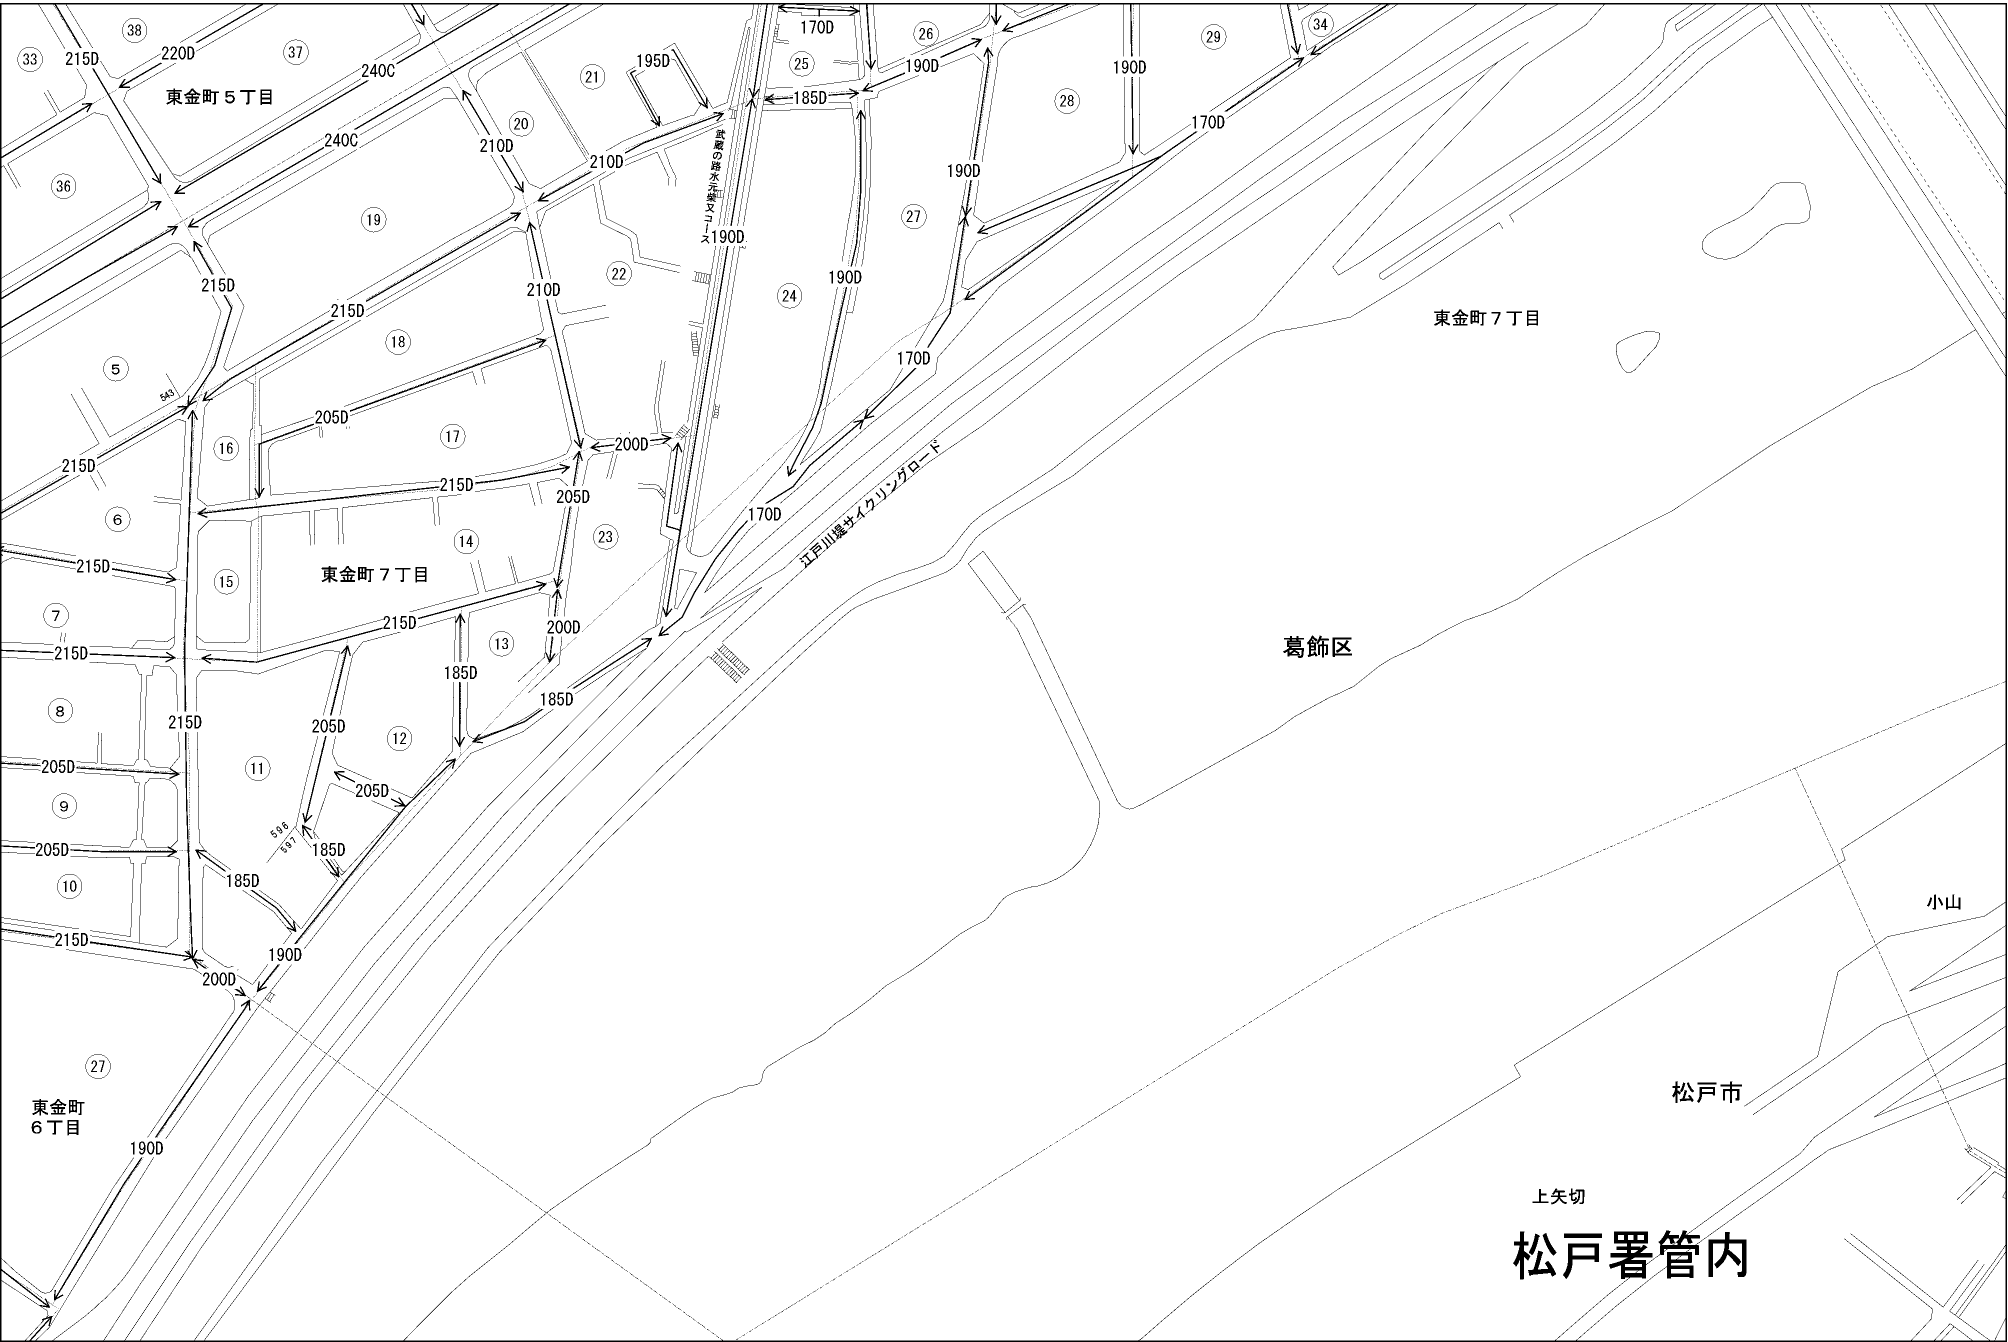 38
33
215D
220D
37
240C
東金町５丁目
36
240C
19
215D
5
543
215D
215D
6
215D
7
215D
8
215D
205D
9
205D
10
215D
200D
27
東金町
６丁目
190D
21
195D
20
210D
210D
武蔵の路水元柴又コース
22
210D
18
205D
16
17
200D
215D
205D
23
14
15
東金町７丁目
215D
13
200D
185D
185D
205D
12
11
205D
596
597
185D
185D
190D
170D
25
26
190D
185D
28
190D
29
34
170D
190D
27
190D
24
190D
170D
170D
江戸川堤サイクリングロード
東金町７丁目
葛飾区
小山
松戸市
上矢切
松戸署管内